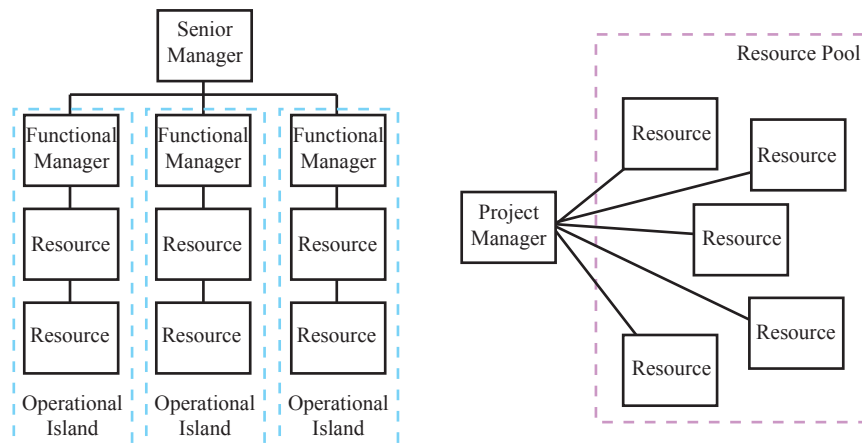 Senior
Manager
Functional
Manager
Resource
Resource
Operational
Island
Functional
Manager
Resource
Resource
Operational
Island
Functional
Manager
Resource
Resource
Operational
Island
Resource Pool
Project
Manager
Resource
Resource
Resource
Resource
Resource